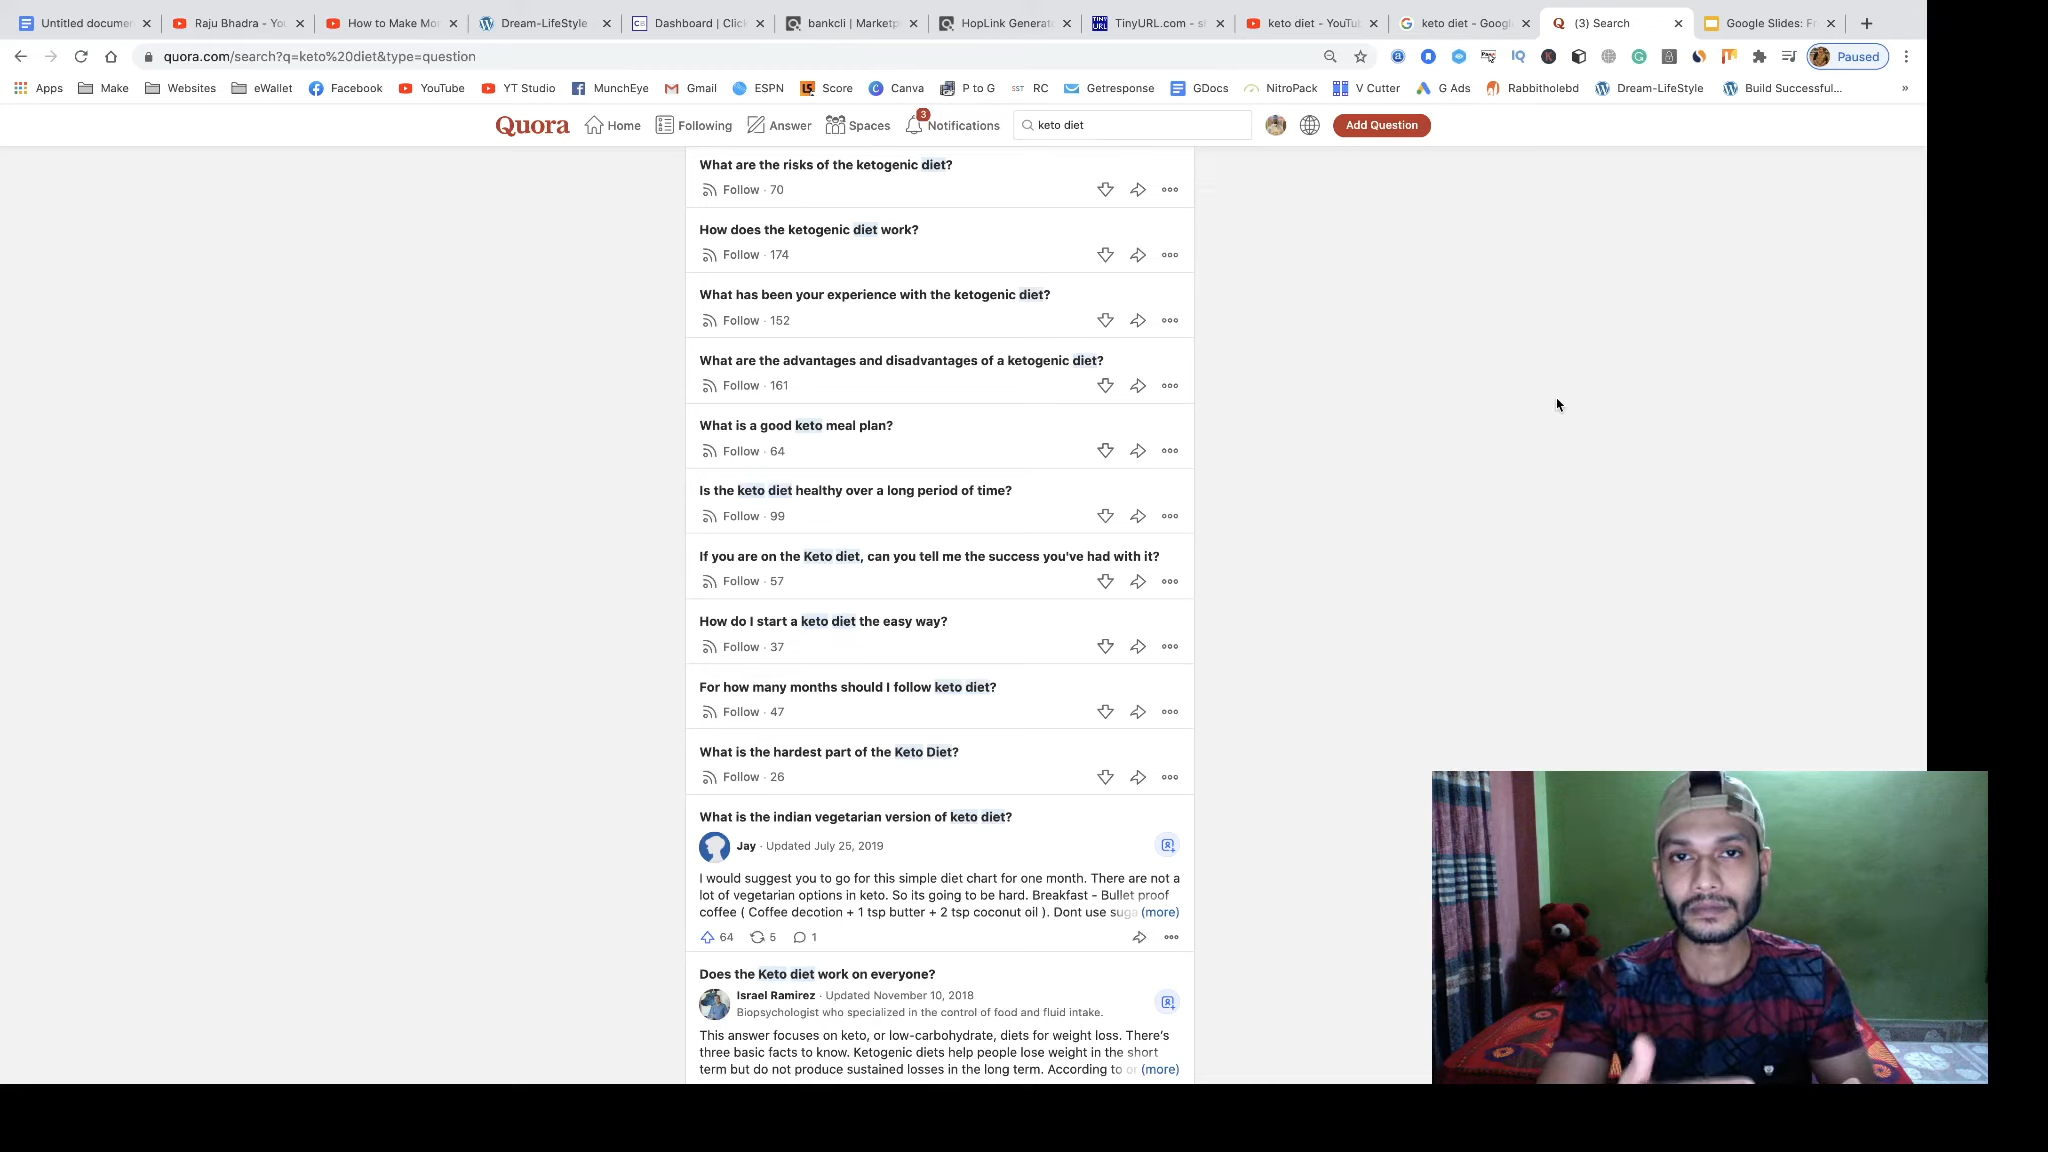 Untitled documen
Raju Bhadra - You
How to Make Mon
Dream-LifeStyle
Dashboard | Click
bankcli | Marketp
HopLink Generat
TinyURL.com - s
keto diet - YouTu
keto diet - Googl
(3) Search
Google Slides: F
quora.com/search?q=keto%20diet&type=question
Paused
Apps
Make
Websites
eWallet
Facebook
YouTube
YT Studio
MunchEye
Gmail
ESPN
Score
Canva
P to G
SST RC
Getresponse
GDocs
NitroPack
V Cutter
G Ads
Rabbitholebd
Dream-LifeStyle
Build Successful...
»
Quora
Home
Following
Answer
Spaces
3
Notifications
keto diet
Add Question
What are the risks of the ketogenic diet?
Follow · 70
How does the ketogenic diet work?
Follow · 174
What has been your experience with the ketogenic diet?
Follow · 152
What are the advantages and disadvantages of a ketogenic diet?
Follow · 161
What is a good keto meal plan?
Follow · 64
Is the keto diet healthy over a long period of time?
Follow · 99
If you are on the Keto diet, can you tell me the success you've had with it?
Follow · 57
How do I start a keto diet the easy way?
Follow · 37
For how many months should I follow keto diet?
Follow · 47
What is the hardest part of the Keto Diet?
Follow · 26
What is the indian vegetarian version of keto diet?
Jay · Updated July 25, 2019
I would suggest you to go for this simple diet chart for one month. There are not a
lot of vegetarian options in keto. So its going to be hard. Breakfast - Bullet proof
coffee ( Coffee decotion + 1 tsp butter + 2 tsp coconut oil ). Dont use suga (more)
64
5
1
Does the Keto diet work on everyone?
Israel Ramirez · Updated November 10, 2018
Biopsychologist who specialized in the control of food and fluid intake.
This answer focuses on keto, or low-carbohydrate, diets for weight loss. There's
three basic facts to know. Ketogenic diets help people lose weight in the short
term but do not produce sustained losses in the long term. According to or (more)